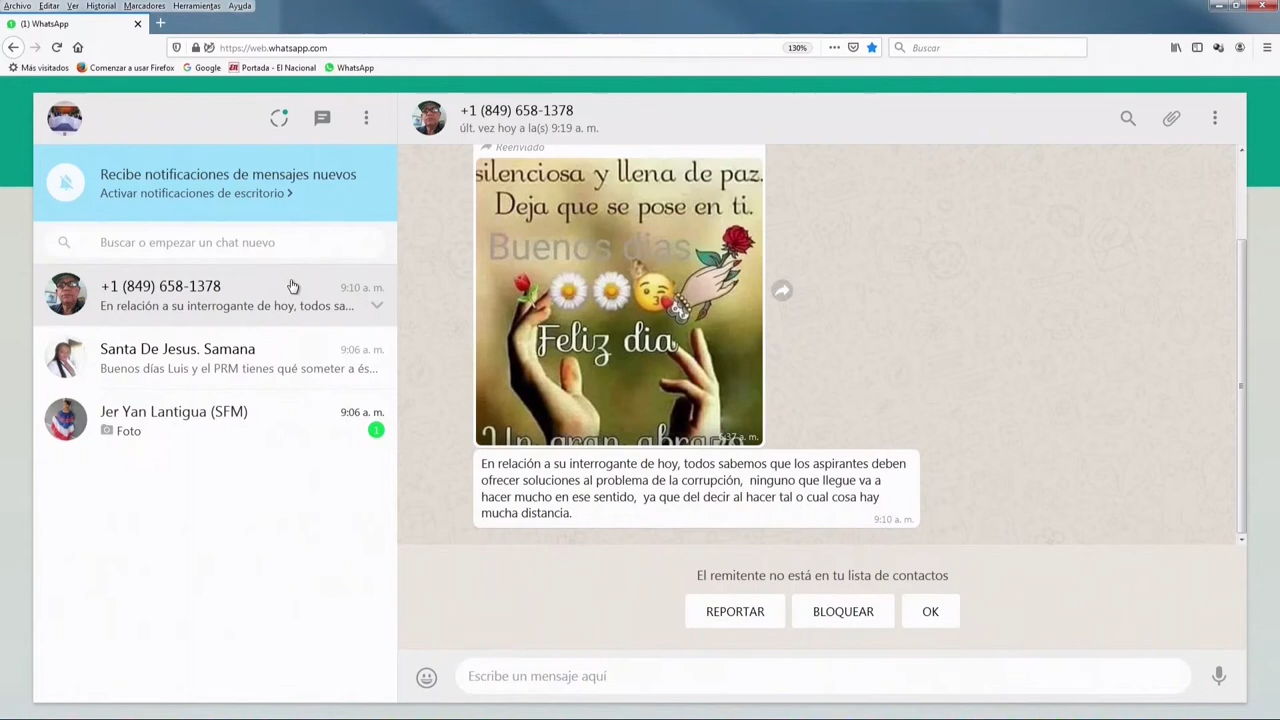 Archivo Editar Ver Historial Marcadores Herramientas Ayuda
(1) WhatsApp
https://web.whatsapp.com
130%
Buscar
Más visitados Comenzar a usar Firefox Google Portada - El Nacional WhatsApp
+1 (849) 658-1378
últ. vez hoy a la(s) 9:19 a. m.
Recibe notificaciones de mensajes nuevos
Activar notificaciones de escritorio
Buscar o empezar un chat nuevo
+1 (849) 658-1378 9:10 a. m.
En relación a su interrogante de hoy, todos sa...
Santa De Jesus. Samana 9:06 a. m.
Buenos días Luis y el PRM tienes qué someter a és...
Jer Yan Lantigua (SFM) 9:06 a. m.
Foto 1
Reenviado
silenciosa y llena de paz.
Deja que se pose en ti.
Buenos dias
Feliz dia
Un gran abrazo
En relación a su interrogante de hoy, todos sabemos que los aspirantes deben
ofrecer soluciones al problema de la corrupción, ninguno que llegue va a
hacer mucho en ese sentido, ya que del decir al hacer tal o cual cosa hay
mucha distancia.
9:10 a. m.
El remitente no está en tu lista de contactos
REPORTAR BLOQUEAR OK
Escribe un mensaje aquí